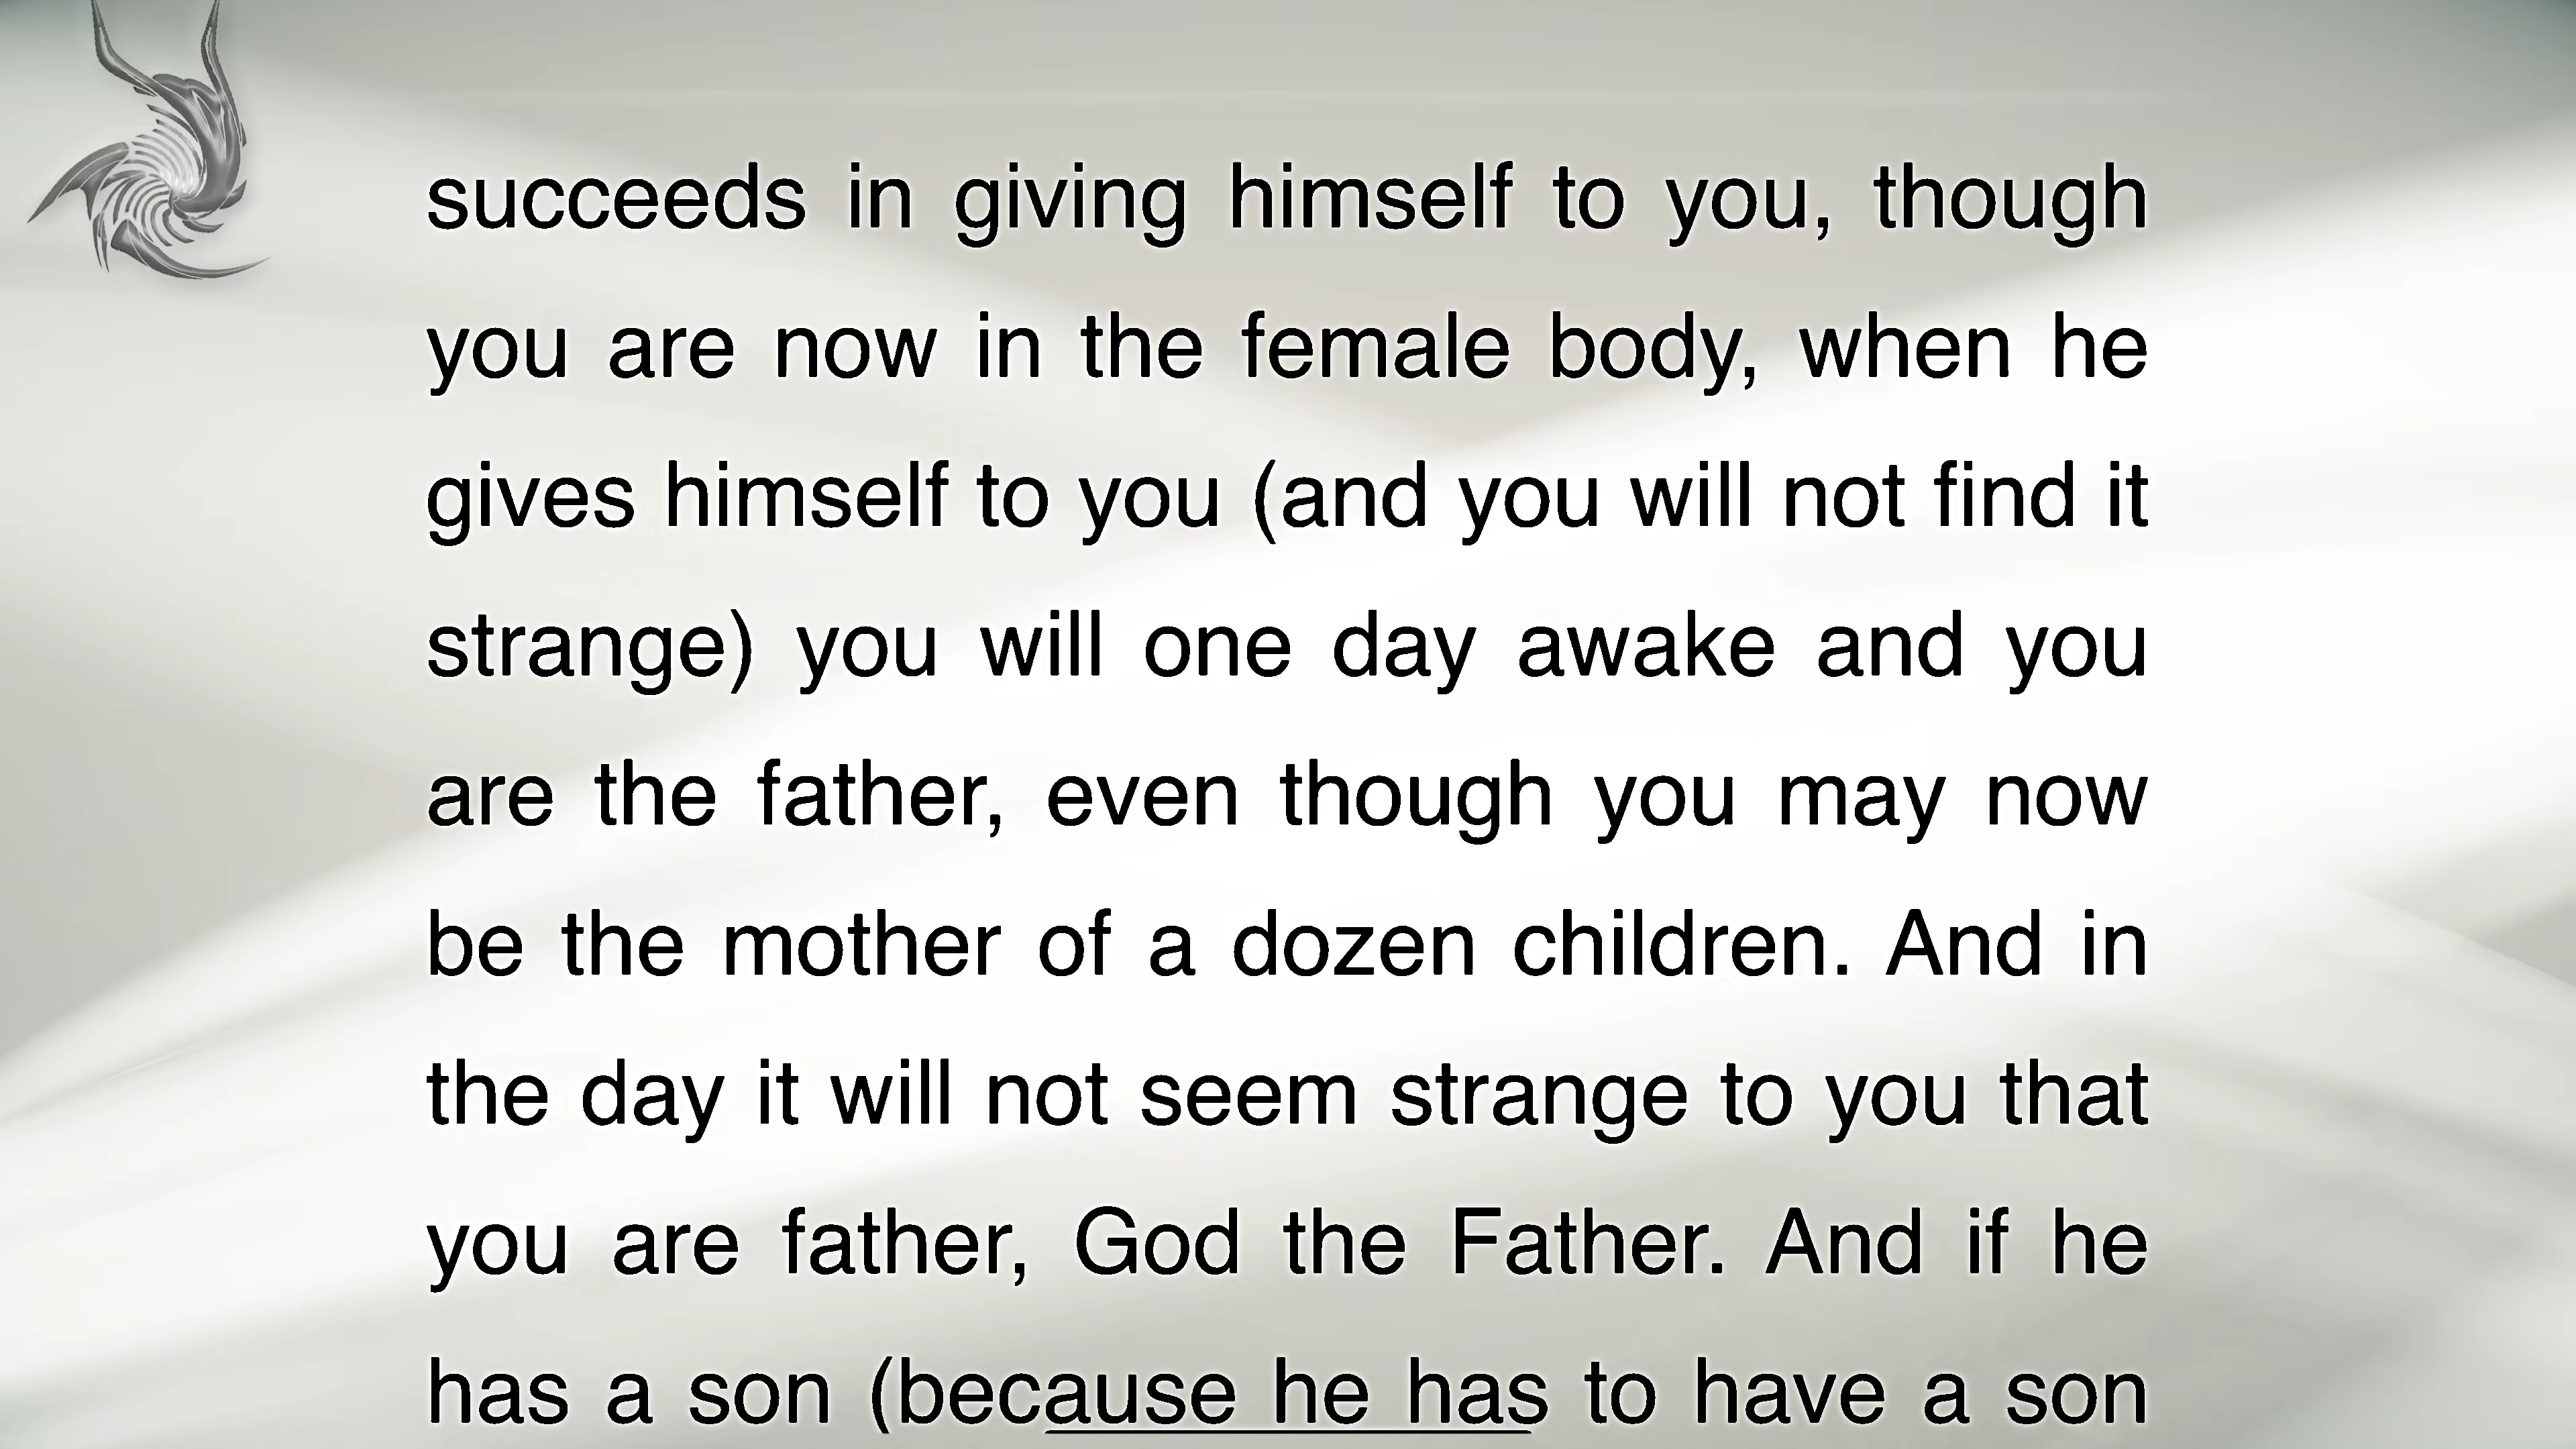 succeeds in giving himself to you, though
you are now in the female body, when he
gives himself to you (and you will not find it
strange) you will one day awake and you
are the father, even though you may now
be the mother of a dozen children. And in
the day it will not seem strange to you that
you are father, God the Father. And if he
has a son (because he has to have a son